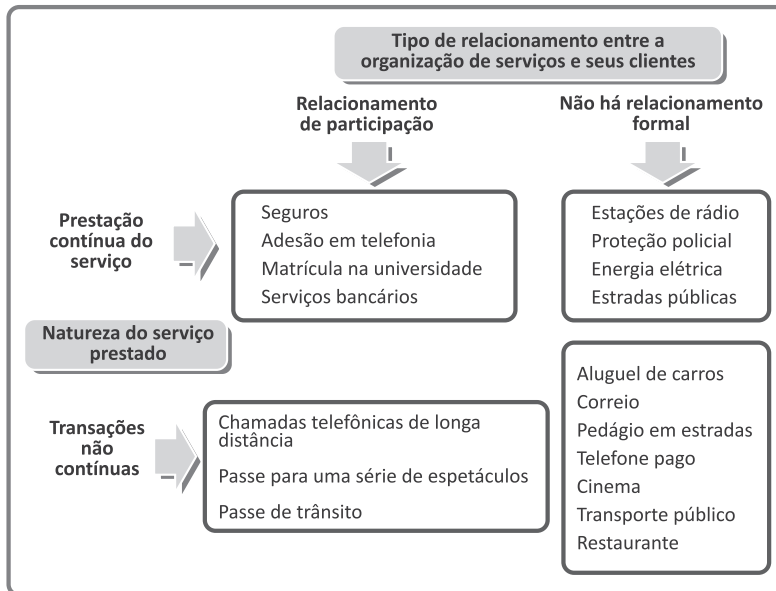 Tipo de relacionamento entre a
organização de serviços e seus clientes
Relacionamento
de participação
Não há relacionamento
formal
Prestação
contínua do
serviço
Seguros
Adesão em telefonia
Matrícula na universidade
Serviços bancários
Estações de rádio
Proteção policial
Energia elétrica
Estradas públicas
Natureza do serviço
prestado
Transações
não
contínuas
Chamadas telefônicas de longa
distância
Passe para uma série de espetáculos
Passe de trânsito
Aluguel de carros
Correio
Pedágio em estradas
Telefone pago
Cinema
Transporte público
Restaurante